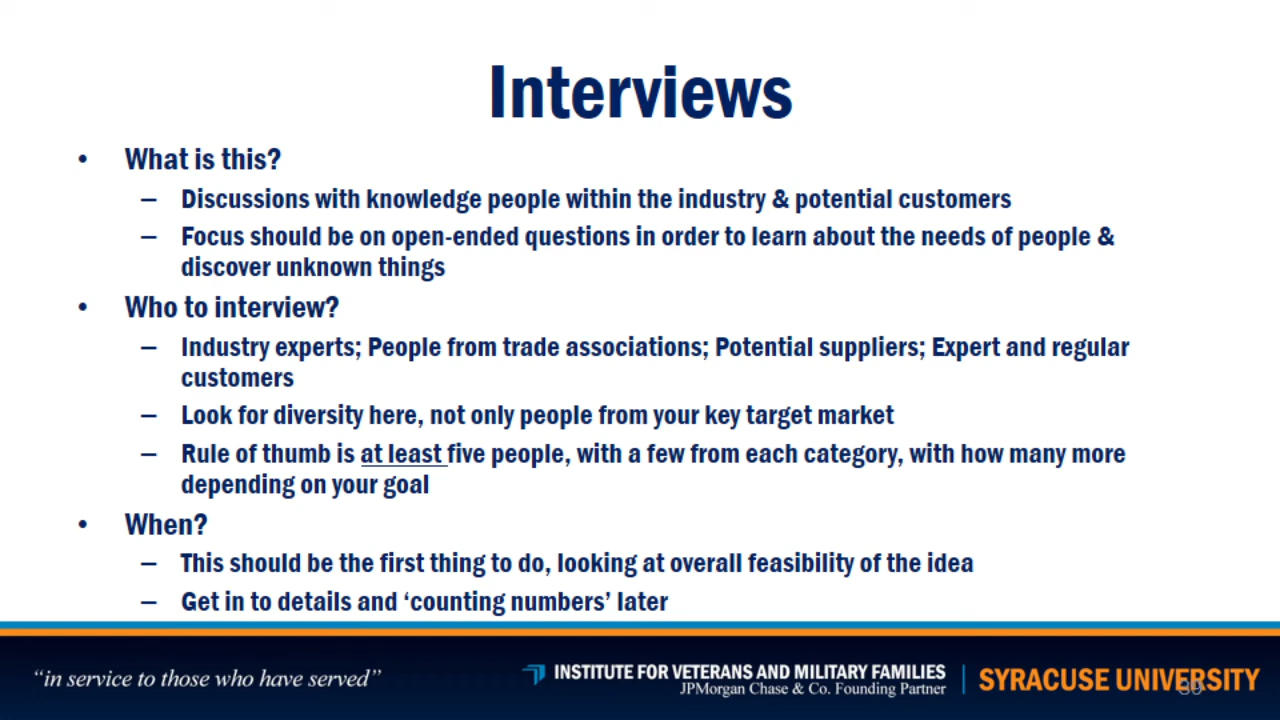 Interviews
• What is this?
– Discussions with knowledge people within the industry & potential customers
– Focus should be on open-ended questions in order to learn about the needs of people &
discover unknown things
• Who to interview?
– Industry experts; People from trade associations; Potential suppliers; Expert and regular
customers
– Look for diversity here, not only people from your key target market
– Rule of thumb is at least five people, with a few from each category, with how many more
depending on your goal
• When?
– This should be the first thing to do, looking at overall feasibility of the idea
– Get in to details and ‘counting numbers’ later
“in service to those who have served”
INSTITUTE FOR VETERANS AND MILITARY FAMILIES
JPMorgan Chase & Co. Founding Partner
SYRACUSE UNIVERSITY